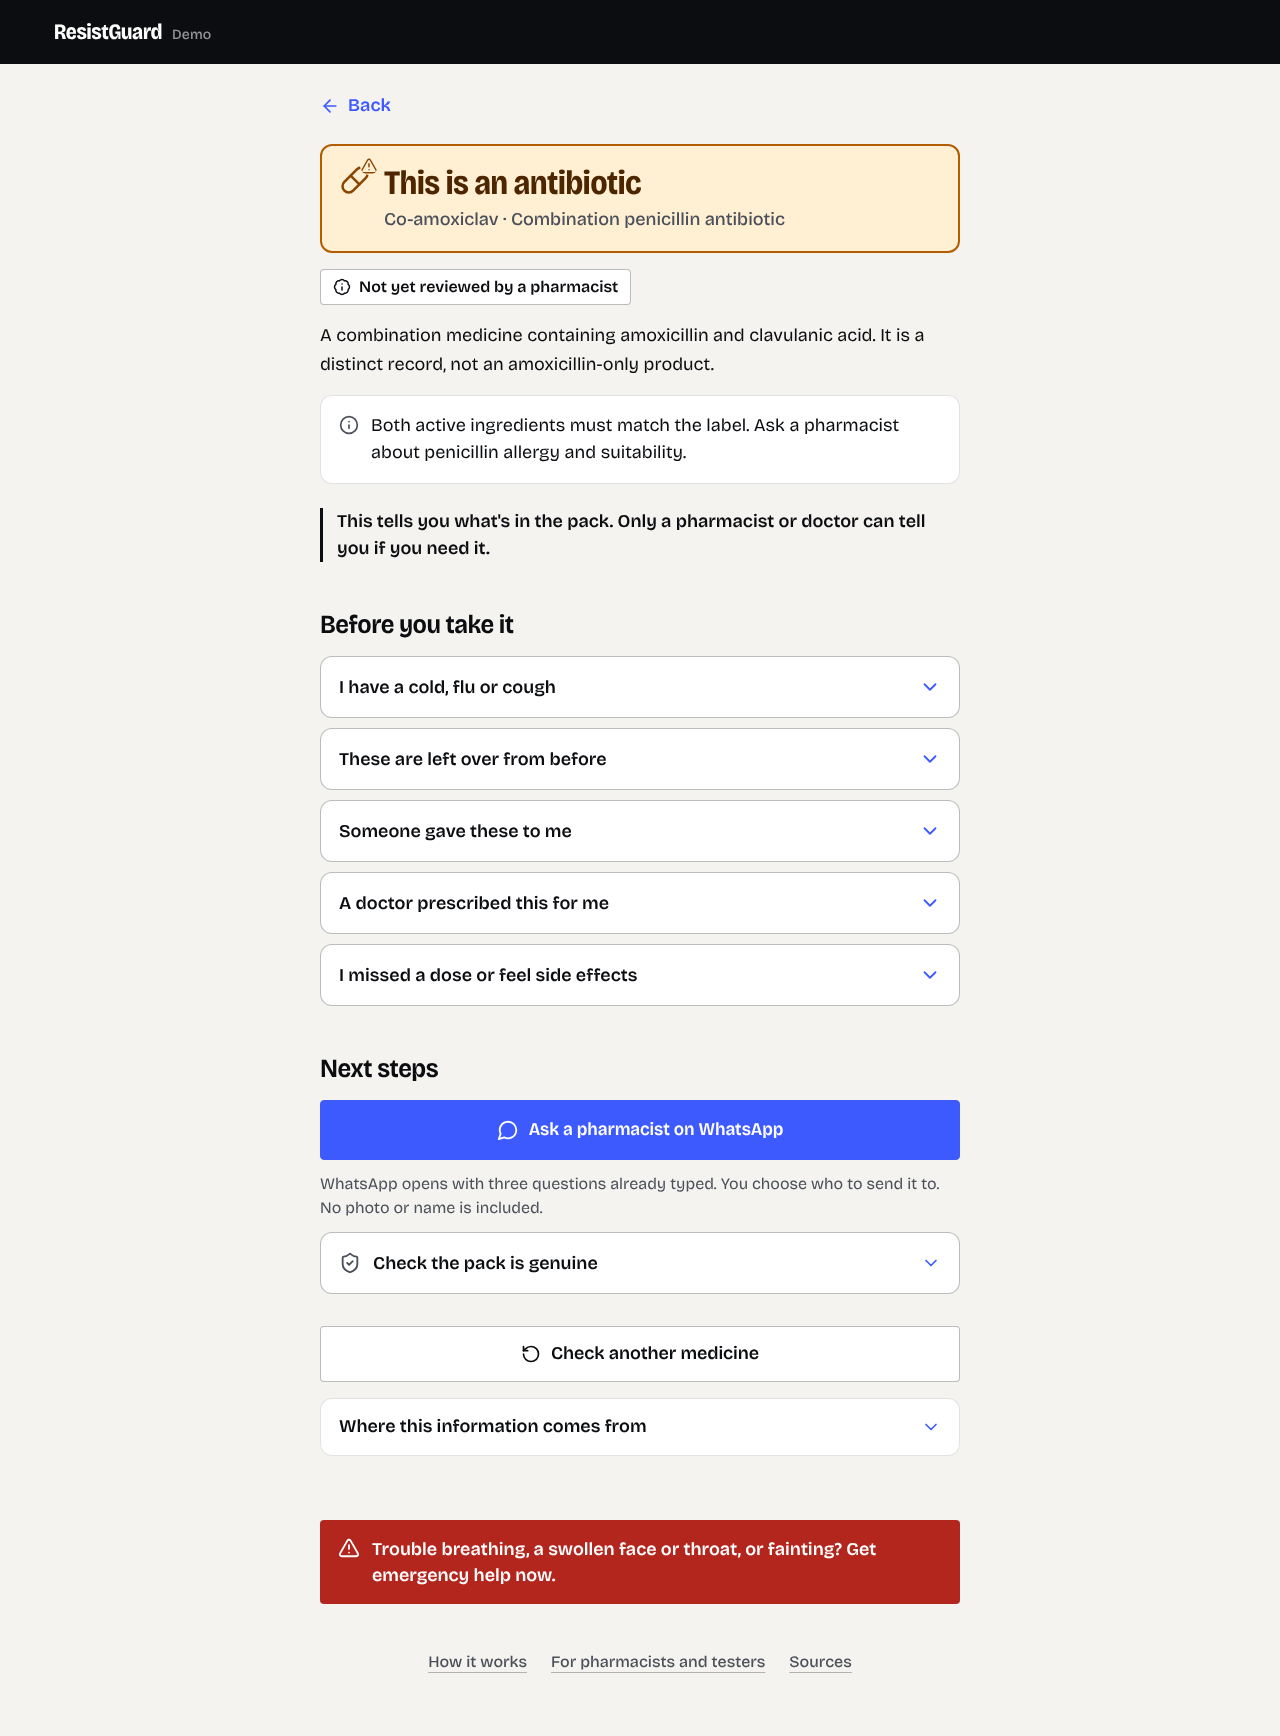 ResistGuard Demo
Back
This is an antibiotic
Co-amoxiclav · Combination penicillin antibiotic
Not yet reviewed by a pharmacist
A combination medicine containing amoxicillin and clavulanic acid. It is a
distinct record, not an amoxicillin-only product.
Both active ingredients must match the label. Ask a pharmacist
about penicillin allergy and suitability.
This tells you what's in the pack. Only a pharmacist or doctor can tell
you if you need it.
Before you take it
I have a cold, flu or cough
These are left over from before
Someone gave these to me
A doctor prescribed this for me
I missed a dose or feel side effects
Next steps
Ask a pharmacist on WhatsApp
WhatsApp opens with three questions already typed. You choose who to send it to.
No photo or name is included.
Check the pack is genuine
Check another medicine
Where this information comes from
Trouble breathing, a swollen face or throat, or fainting? Get
emergency help now.
How it works For pharmacists and testers Sources